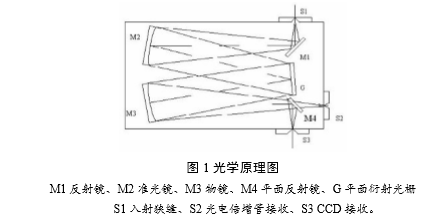 S1
M2
M1
G
M3
M4
S2
S3
图 1 光学原理图
M1 反射镜、M2 准光镜、M3 物镜、M4 平面反射镜、G 平面衍射光栅
S1 入射狭缝、S2 光电倍增管接收、S3 CCD 接收。